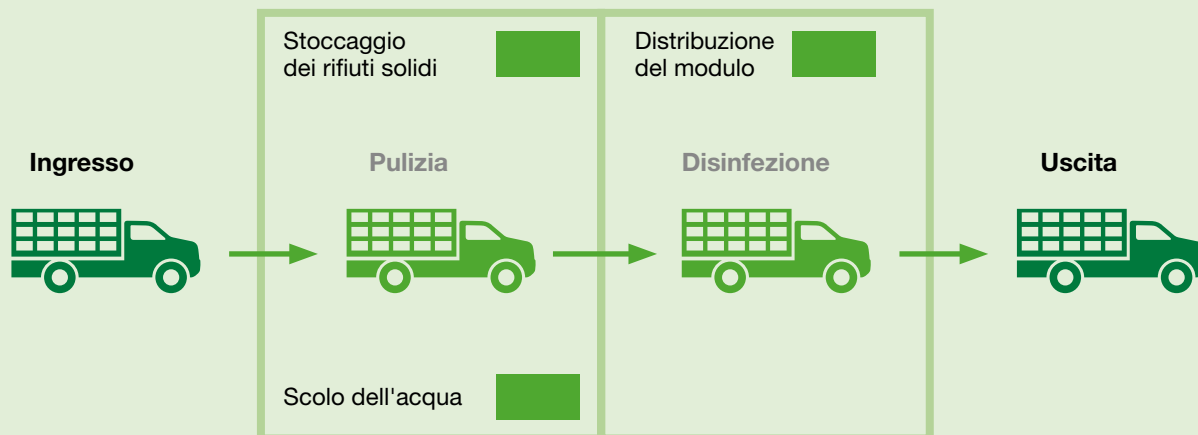 Stoccaggio
dei rifiuti solidi
Distribuzione
del modulo
Ingresso
Pulizia
Disinfezione
Uscita
Scolo dell'acqua